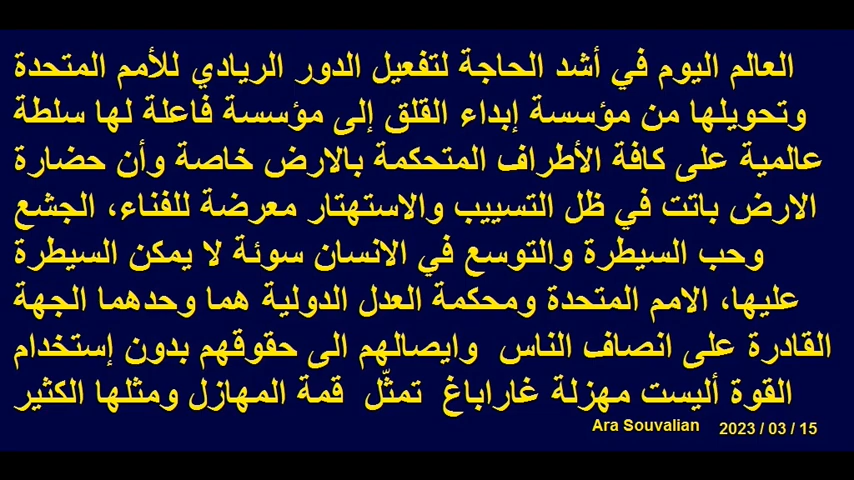 العالم اليوم في أشد الحاجة لتفعيل الدور الريادي للأمم المتحدة
وتحويلها من مؤسسة إبداء القلق إلى مؤسسة فاعلة لها سلطة
عالمية على كافة الأطراف المتحكمة بالارض خاصة وأن حضارة
الارض باتت في ظل التسييب والاستهتار معرضة للفناء، الجشع
وحب السيطرة والتوسع في الانسان سوئة لا يمكن السيطرة
عليها، الامم المتحدة ومحكمة العدل الدولية هما وحدهما الجهة
القادرة على انصاف الناس وايصالهم الى حقوقهم بدون إستخدام
القوة أليست مهزلة غاراباغ تمثّل قمة المهازل ومثلها الكثير
Ara Souvalian 2023 / 03 / 15